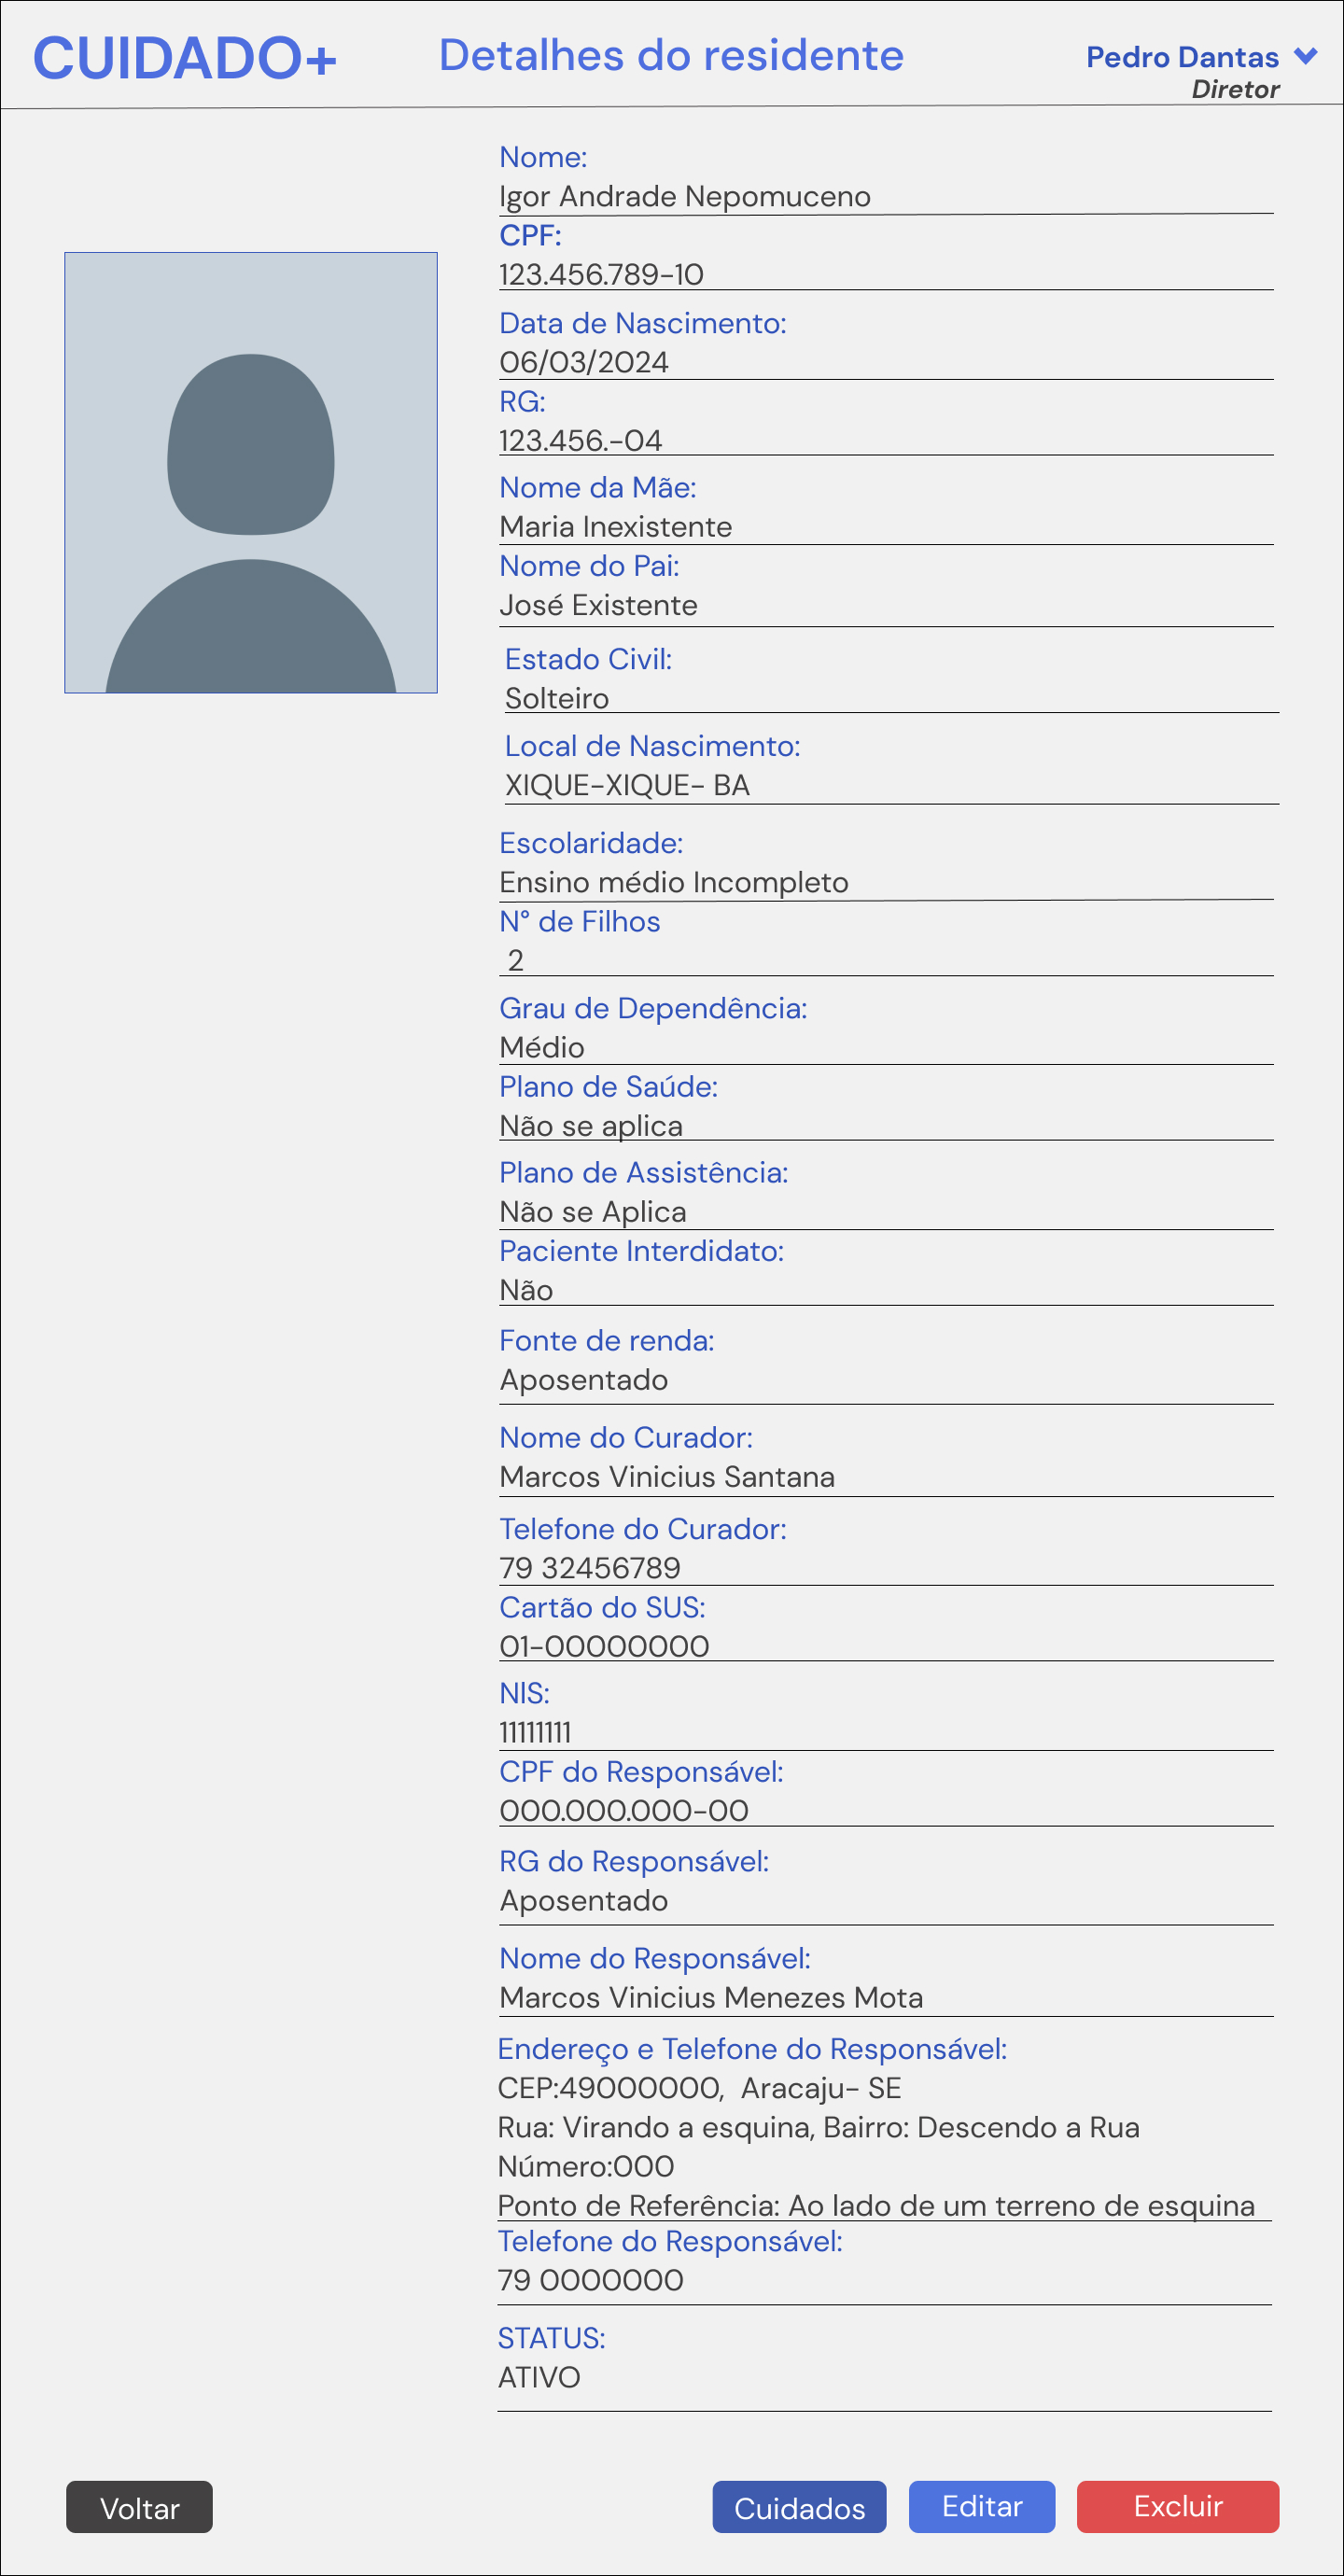 CUIDADO+
Detalhes do residente
Pedro Dantas
Diretor
Nome:
Igor Andrade Nepomuceno
CPF:
123.456.789-10
Data de Nascimento:
06/03/2024
RG:
123.456.-04
Nome da Mãe:
Maria Inexistente
Nome do Pai:
José Existente
Estado Civil:
Solteiro
Local de Nascimento:
XIQUE-XIQUE- BA
Escolaridade:
Ensino médio Incompleto
N° de Filhos
2
Grau de Dependência:
Médio
Plano de Saúde:
Não se aplica
Plano de Assistência:
Não se Aplica
Paciente Interdidato:
Não
Fonte de renda:
Aposentado
Nome do Curador:
Marcos Vinicius Santana
Telefone do Curador:
79 32456789
Cartão do SUS:
01-00000000
NIS:
11111111
CPF do Responsável:
000.000.000-00
RG do Responsável:
Aposentado
Nome do Responsável:
Marcos Vinicius Menezes Mota
Endereço e Telefone do Responsável:
CEP:49000000,  Aracaju- SE
Rua: Virando a esquina, Bairro: Descendo a Rua
Número:000
Ponto de Referência: Ao lado de um terreno de esquina
Telefone do Responsável:
79 0000000
STATUS:
ATIVO
Voltar
Cuidados
Editar
Excluir